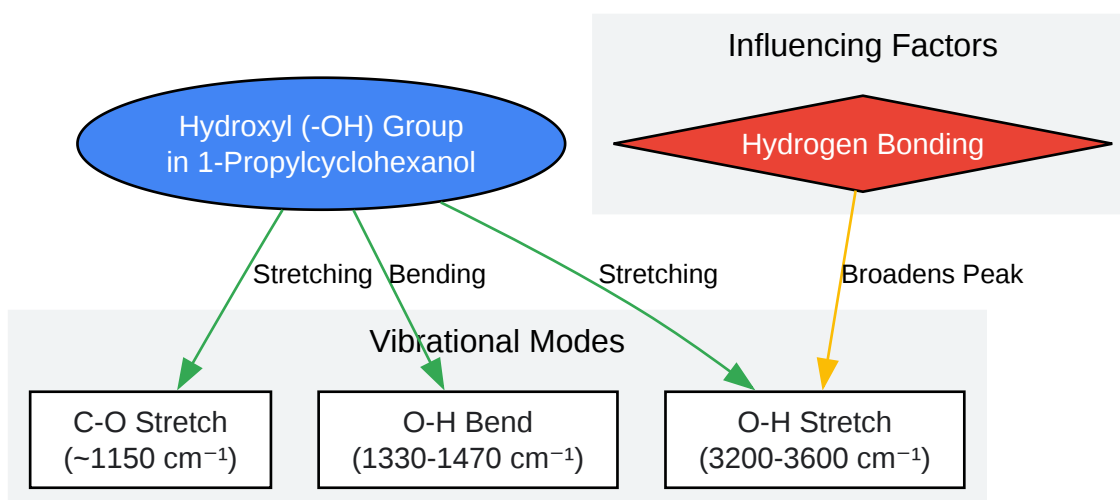 Influencing Factors
Hydroxyl (-OH) Group
in 1-Propylcyclohexanol
Hydrogen Bonding
Stretching
Bending
Stretching
Broadens Peak
Vibrational Modes
C-O Stretch
(~1150 cm⁻¹)
O-H Bend
(1330-1470 cm⁻¹)
O-H Stretch
(3200-3600 cm⁻¹)